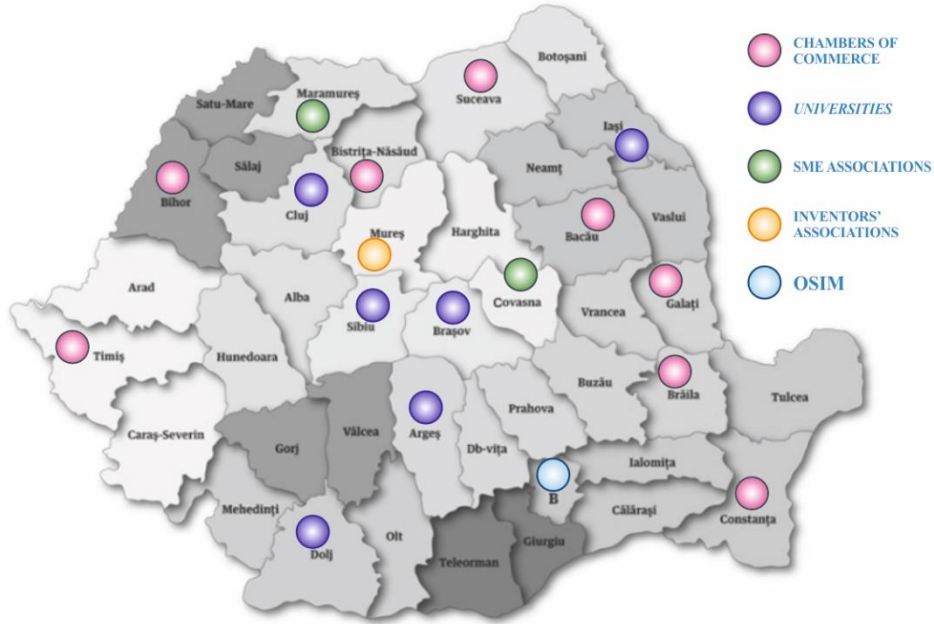 Botoșani
CHAMBERS OF
COMMERCE
Maramureș
Satu-Mare
Suceava
UNIVERSITIES
Iași
Bistrița-Năsăud
Sălaj
Neamț
SME ASSOCIATIONS
Bihor
Cluj
Mureș
Harghita
Bacău
Vaslui
INVENTORS'
ASSOCIATIONS
Arad
Alba
Covasna
OSIM
Galați
Vrancea
Sibiu
Brașov
Timiș
Hunedoara
Buzău
Brăila
Tulcea
Prahova
Caraș-Severin
Gorj
Vâlcea
Argeș
Db-vița
Ialomița
B
Mehedinți
Călărași
Constanța
Dolj
Olt
Giurgiu
Teleorman